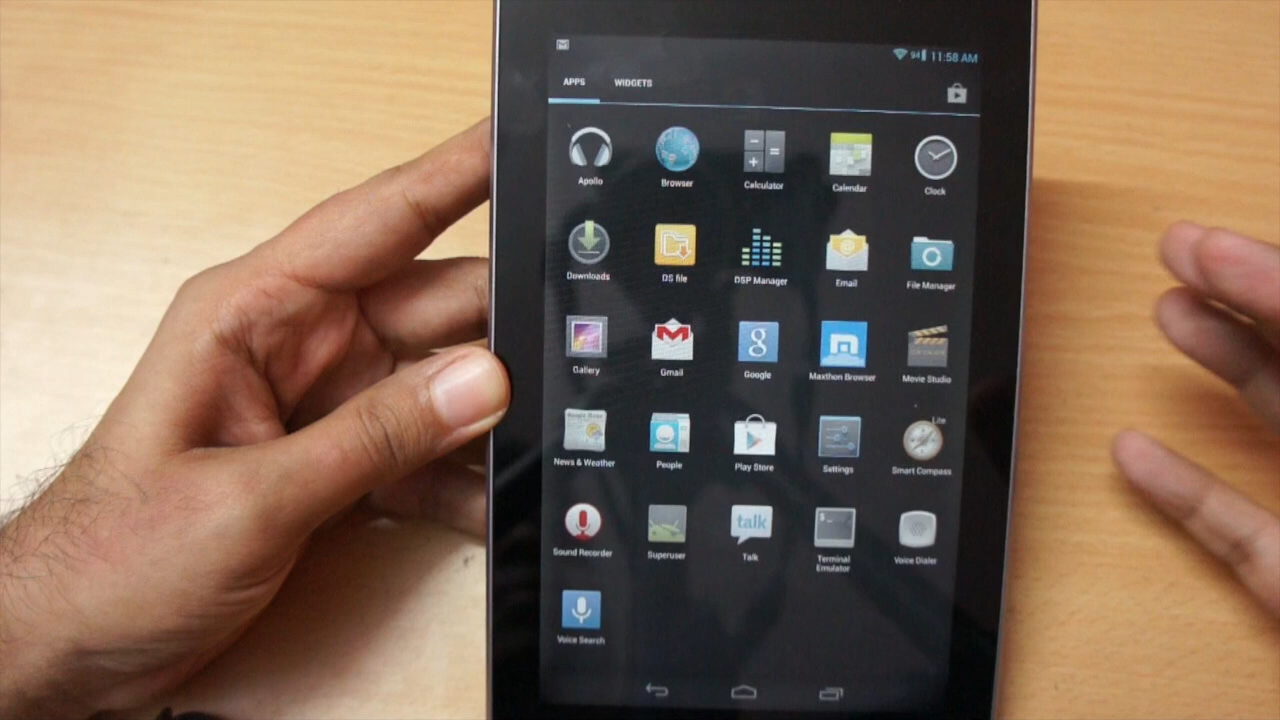 94 11:58 AM
APPS WIDGETS
Apollo Browser Calculator Calendar Clock
Downloads DS file DSP Manager Email File Manager
Gallery Gmail Google Maxthon Browser Movie Studio
Lite
News & Weather People Play Store Settings Smart Compass
talk
Sound Recorder Superuser Talk Terminal Emulator Voice Dialer
Voice Search